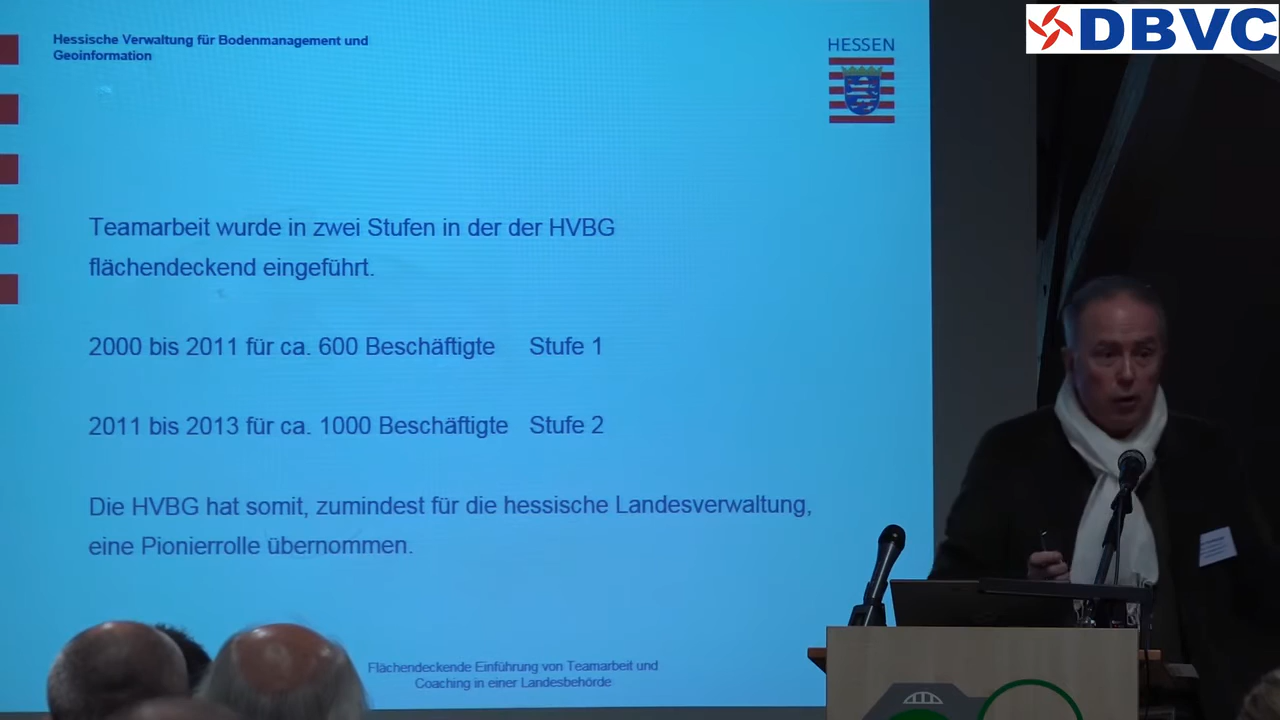 DBVC
Hessische Verwaltung für Bodenmanagement und
Geoinformation
HESSEN
Teamarbeit wurde in zwei Stufen in der der HVBG
flächendeckend eingeführt.
2000 bis 2011 für ca. 600 Beschäftigte Stufe 1
2011 bis 2013 für ca. 1000 Beschäftigte Stufe 2
Die HVBG hat somit, zumindest für die hessische Landesverwaltung,
eine Pionierrolle übernommen.
Flächendeckende Einführung von Teamarbeit und
Coaching in einer Landesbehörde